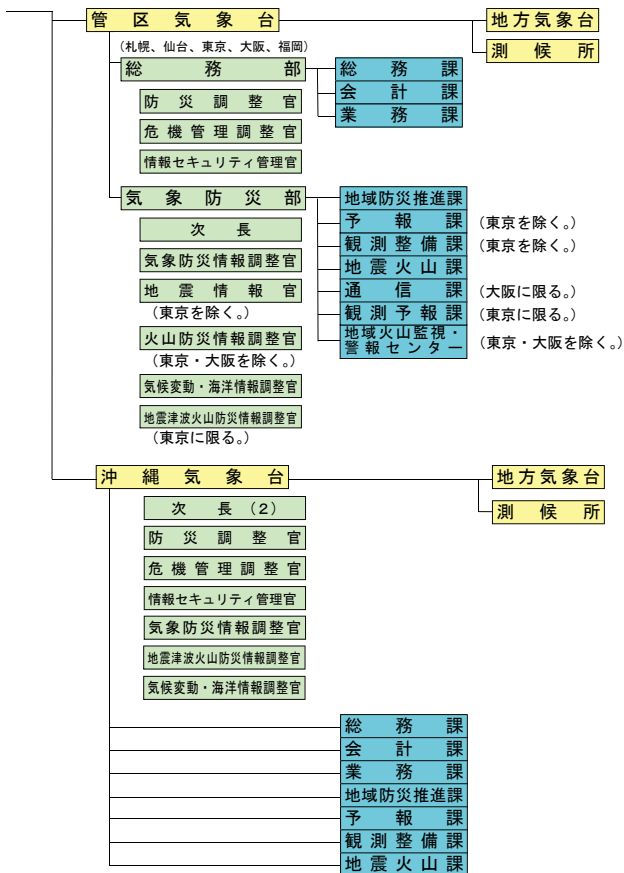 管区気象台
地方気象台
測候所
(札幌、仙台、東京、大阪、福岡)
総務部
総務課
会計課
業務課
防災調整官
危機管理調整官
情報セキュリティ管理官
気象防災部
地域防災推進課
予報課
(東京を除く。)
観測整備課
(東京を除く。)
地震火山課
通信課
(大阪に限る。)
観測予報課
(東京に限る。)
地域火山監視・
警報センター
(東京・大阪を除く。)
次長
気象防災情報調整官
地震情報官
(東京を除く。)
火山防災情報調整官
(東京・大阪を除く。)
気候変動・海洋情報調整官
地震津波火山防災情報調整官
(東京に限る。)
沖縄気象台
地方気象台
測候所
次長(2)
防災調整官
危機管理調整官
情報セキュリティ管理官
気象防災情報調整官
地震津波火山防災情報調整官
気候変動・海洋情報調整官
総務課
会計課
業務課
地域防災推進課
予報課
観測整備課
地震火山課